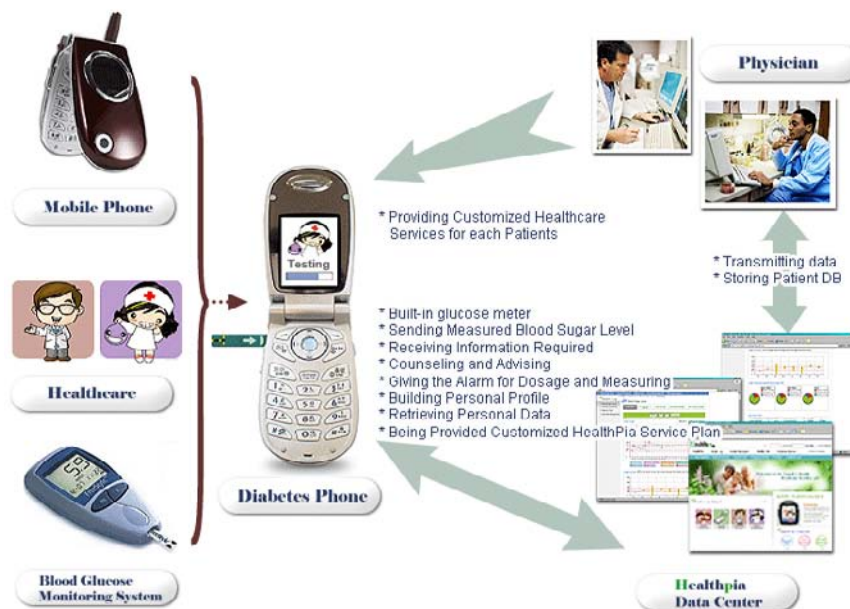 Physician
Mobile Phone
* Providing Customized Healthcare
Services for each Patients
Testing
* Transmitting data
* Storing Patient DB
* Built-in glucose meter
* Sending Measured Blood Sugar Level
* Receiving Information Required
* Counseling and Advising
* Giving the Alarm for Dosage and Measuring
* Building Personal Profile
* Retrieving Personal Data
* Being Provided Customized HealthPia Service Plan
Healthcare
Diabetes Phone
Blood Glucose
Monitoring System
Healthpia
Data Center